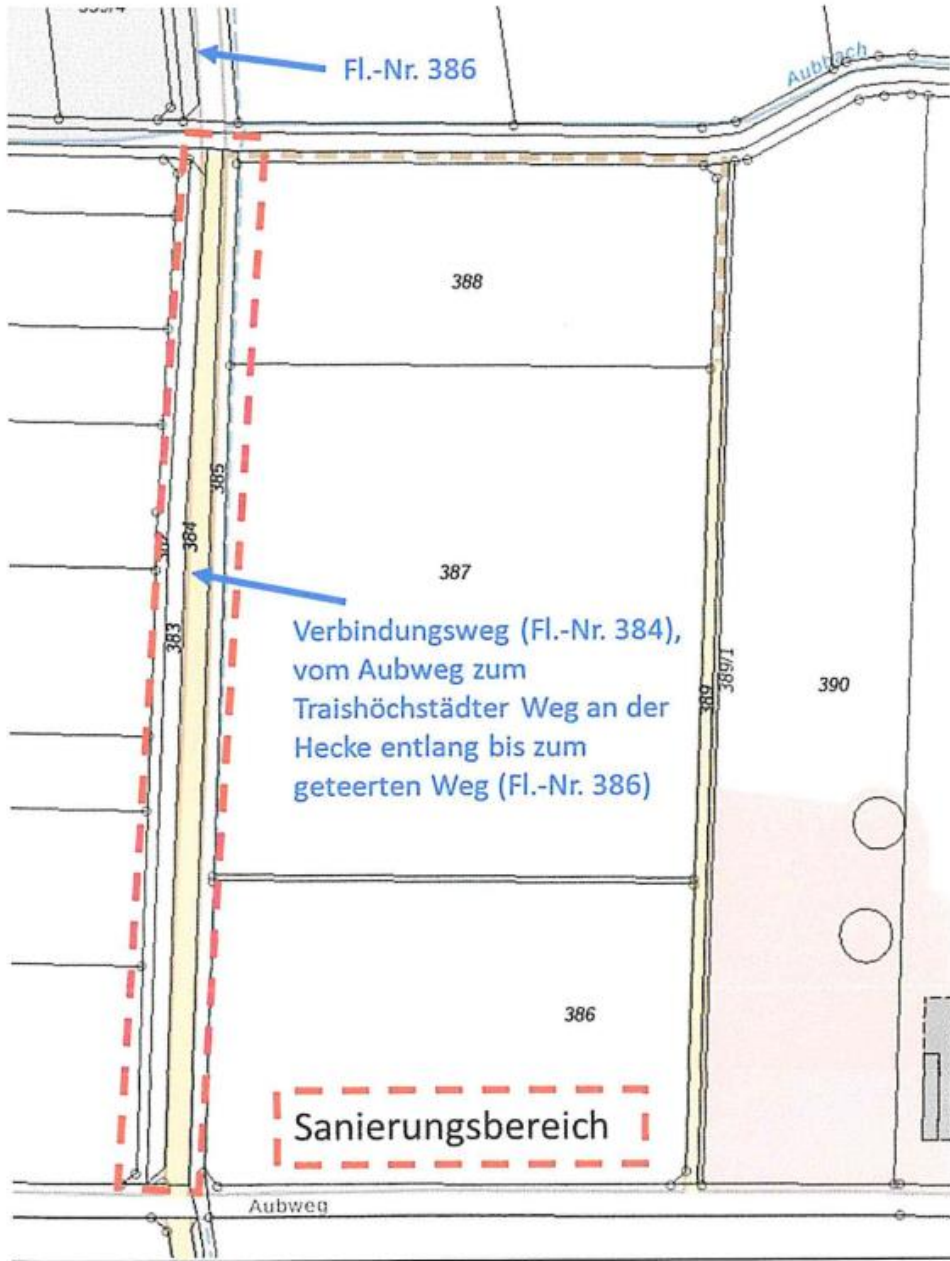 Fl.-Nr. 386
Aubbach
388
385
384
387
383
Verbindungsweg (Fl.-Nr. 384),
vom Aubweg zum
Traishöchstädter Weg an der
Hecke entlang bis zum
geteerten Weg (Fl.-Nr. 386)
389
389/1
390
386
Sanierungsbereich
Aubweg